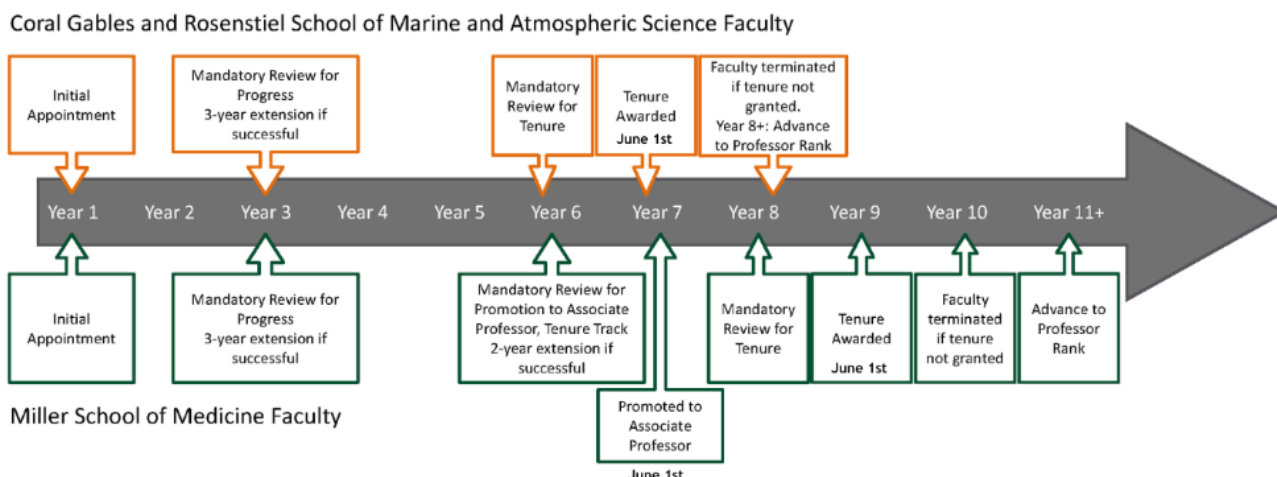 Coral Gables and Rosenstiel School of Marine and Atmospheric Science Faculty
Initial
Appointment
Mandatory Review for
Progress
3-year extension if
successful
Mandatory
Review for
Tenure
Tenure
Awarded
June 1st
Faculty terminated
if tenure not
granted.
Year 8+: Advance
to Professor Rank
Year 1
Year 2
Year 3
Year 4
Year 5
Year 6
Year 7
Year 8
Year 9
Year 10
Year 11+
Initial
Appointment
Mandatory Review for
Progress
3-year extension if
successful
Mandatory Review for
Promotion to Associate
Professor, Tenure Track
2-year extension if
successful
Promoted to
Associate
Professor
June 1st
Mandatory
Review for
Tenure
Tenure
Awarded
June 1st
Faculty
terminated
if tenure
not granted
Advance to
Professor
Rank
Miller School of Medicine Faculty